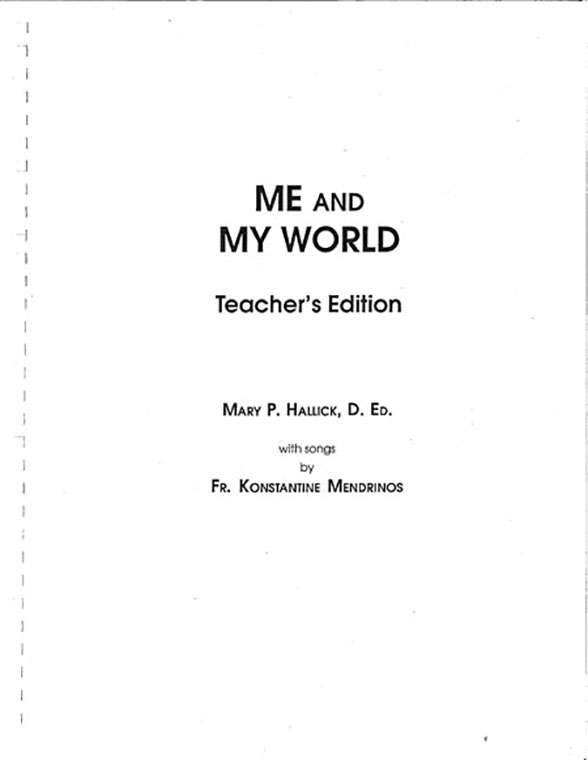 ME AND
MY WORLD
Teacher's Edition
MARY P. HALLICK, D. ED.
with songs
by
FR. KONSTANTINE MENDRINOS